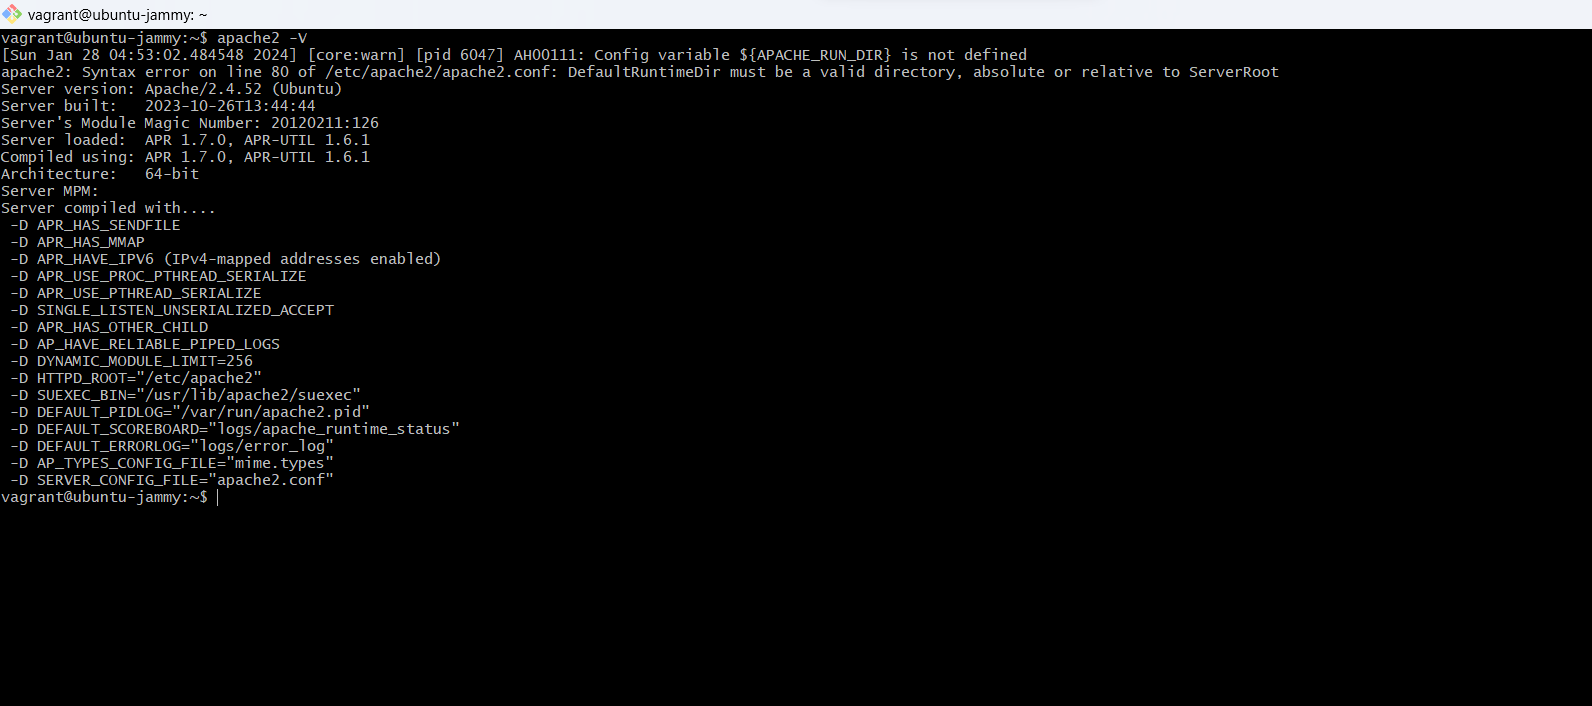 vagrant@ubuntu-jammy: ~
vagrant@ubuntu-jammy:~$ apache2 -V
[Sun Jan 28 04:53:02.484548 2024] [core:warn] [pid 6047] AH00111: Config variable ${APACHE_RUN_DIR} is not defined
apache2: Syntax error on line 80 of /etc/apache2/apache2.conf: DefaultRuntimeDir must be a valid directory, absolute or relative to ServerRoot
Server version: Apache/2.4.52 (Ubuntu)
Server built:   2023-10-26T13:44:44
Server's Module Magic Number: 20120211:126
Server loaded:  APR 1.7.0, APR-UTIL 1.6.1
Compiled using: APR 1.7.0, APR-UTIL 1.6.1
Architecture:   64-bit
Server MPM:
Server compiled with....
 -D APR_HAS_SENDFILE
 -D APR_HAS_MMAP
 -D APR_HAVE_IPV6 (IPv4-mapped addresses enabled)
 -D APR_USE_PROC_PTHREAD_SERIALIZE
 -D APR_USE_PTHREAD_SERIALIZE
 -D SINGLE_LISTEN_UNSERIALIZED_ACCEPT
 -D APR_HAS_OTHER_CHILD
 -D AP_HAVE_RELIABLE_PIPED_LOGS
 -D DYNAMIC_MODULE_LIMIT=256
 -D HTTPD_ROOT="/etc/apache2"
 -D SUEXEC_BIN="/usr/lib/apache2/suexec"
 -D DEFAULT_PIDLOG="/var/run/apache2.pid"
 -D DEFAULT_SCOREBOARD="logs/apache_runtime_status"
 -D DEFAULT_ERRORLOG="logs/error_log"
 -D AP_TYPES_CONFIG_FILE="mime.types"
 -D SERVER_CONFIG_FILE="apache2.conf"
vagrant@ubuntu-jammy:~$